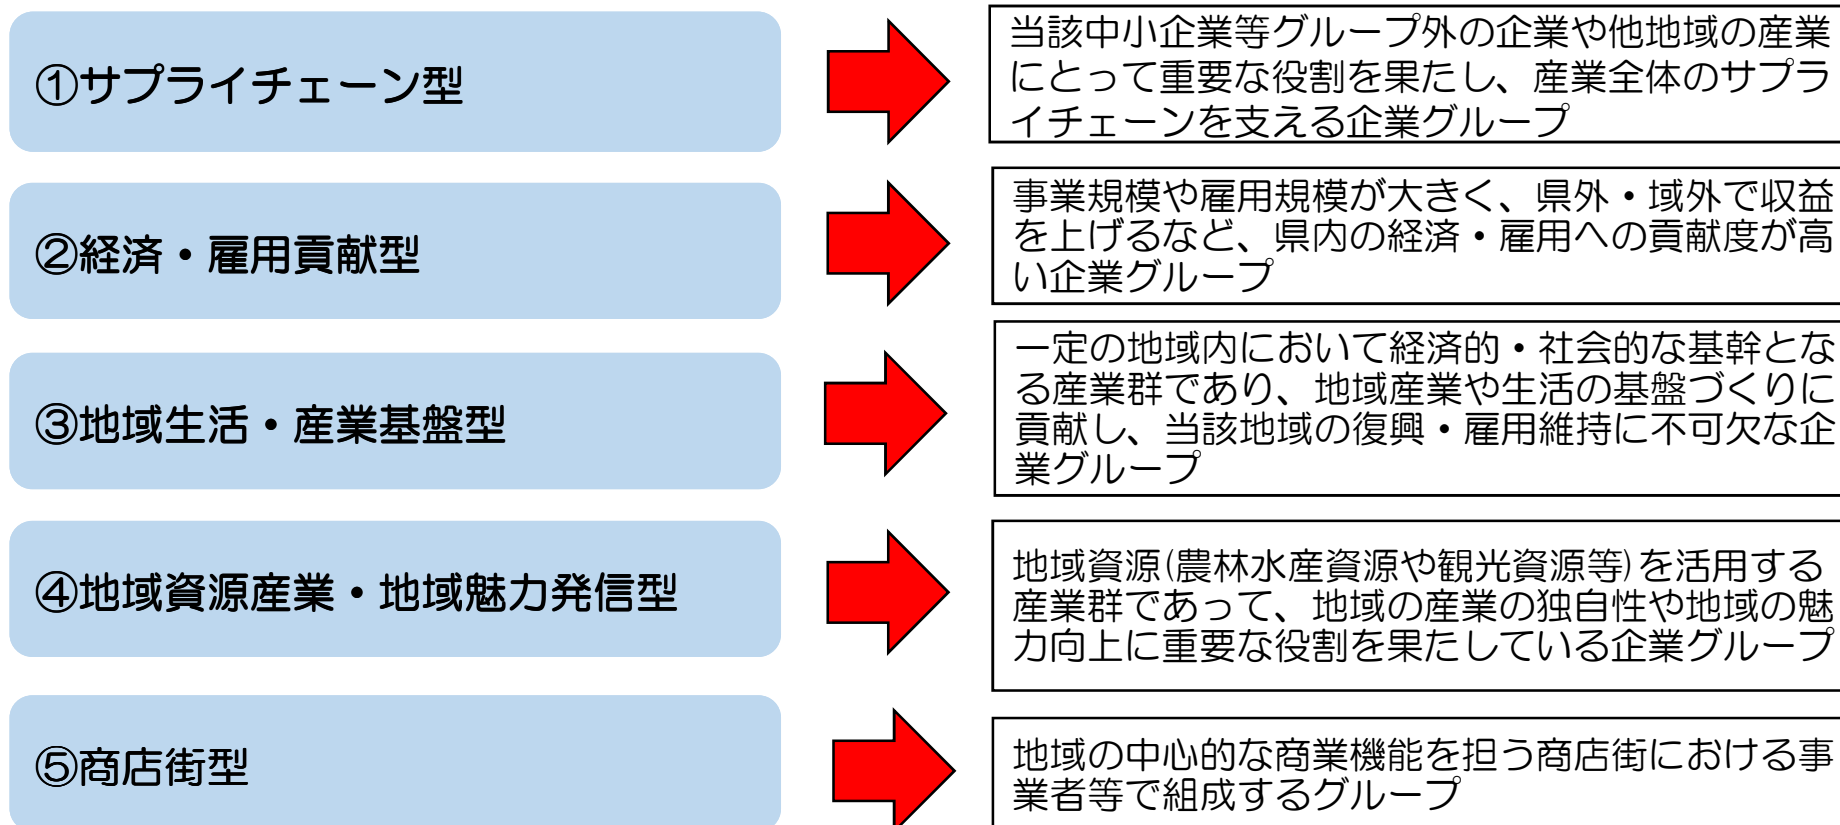 ①サプライチェーン型
当該中小企業等グループ外の企業や他地域の産業
にとって重要な役割を果たし、産業全体のサプラ
イチェーンを支える企業グループ
②経済・雇用貢献型
事業規模や雇用規模が大きく、県外・域外で収益
を上げるなど、県内の経済・雇用への貢献度が高
い企業グループ
③地域生活・産業基盤型
一定の地域内において経済的・社会的な基幹とな
る産業群であり、地域産業や生活の基盤づくりに
貢献し、当該地域の復興・雇用維持に不可欠な企
業グループ
④地域資源産業・地域魅力発信型
地域資源(農林水産資源や観光資源等)を活用する
産業群であって、地域の産業の独自性や地域の魅
力向上に重要な役割を果たしている企業グループ
⑤商店街型
地域の中心的な商業機能を担う商店街における事
業者等で組成するグループ